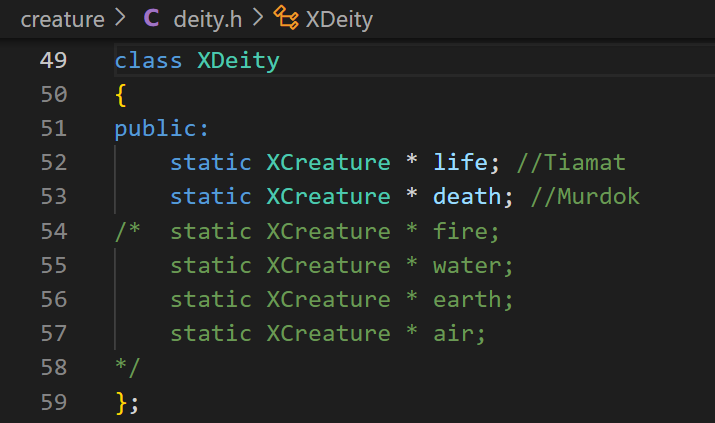 creature > C deity.h > XDeity
49 class XDeity
50 {
51 public:
52     static XCreature * life; //Tiamat
53     static XCreature * death; //Murdok
54 /*  static XCreature * fire;
55     static XCreature * water;
56     static XCreature * earth;
57     static XCreature * air;
58 */
59 };